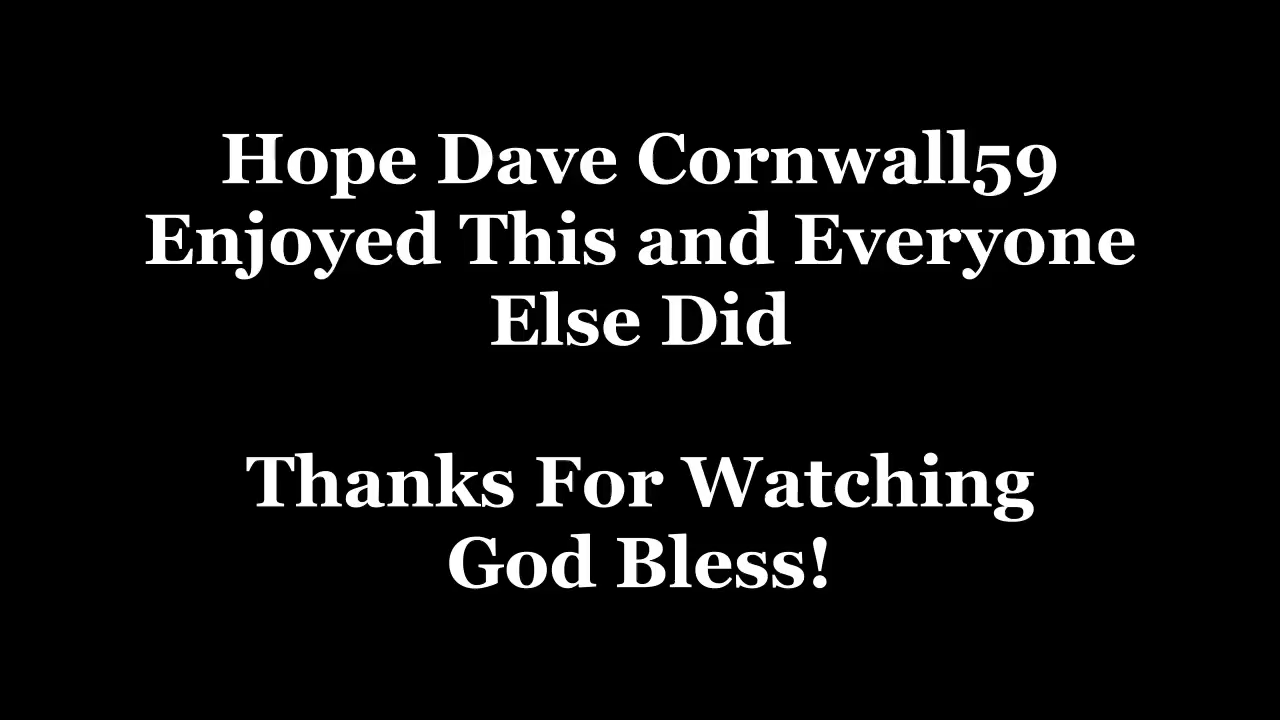 Hope Dave Cornwall59
Enjoyed This and Everyone
Else Did
Thanks For Watching
God Bless!